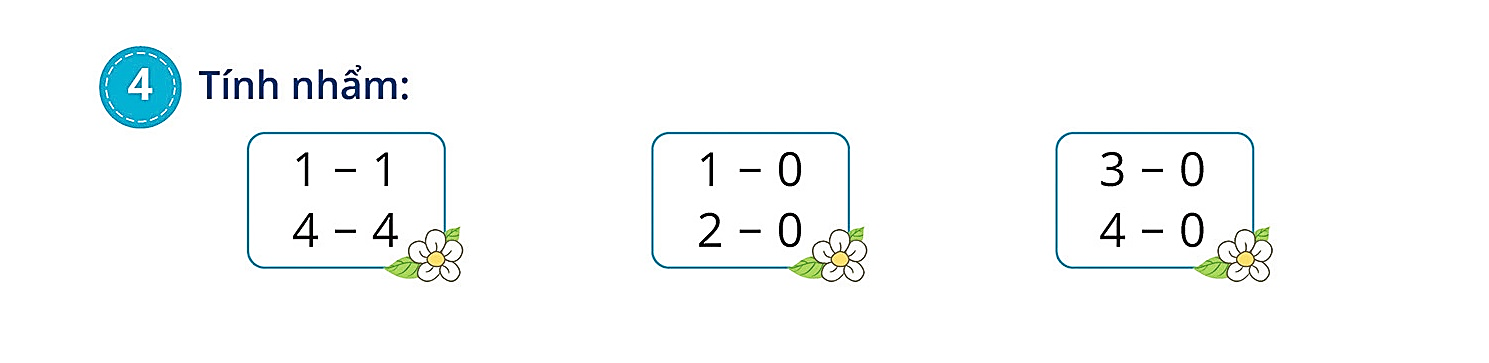 4 Tính nhẩm:
1 – 1
4 – 4
1 – 0
2 – 0
3 – 0
4 – 0